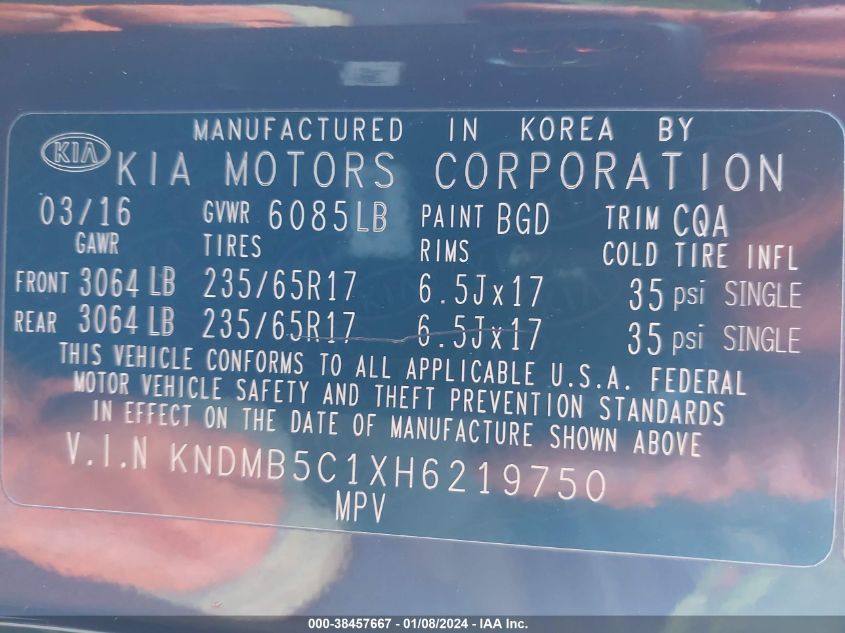 MANUFACTURED IN KOREA BY
KIA KIA MOTORS CORPORATION
03/16 GVWR 6085LB PAINT BGD TRIM CQA
GAWR TIRES RIMS COLD TIRE INFL
FRONT 3064 LB 235/65R17 6.5Jx17 35 psi SINGLE
REAR 3064 LB 235/65R17 6.5Jx17 35 psi SINGLE
THIS VEHICLE CONFORMS TO ALL APPLICABLE U.S.A. FEDERAL
MOTOR VEHICLE SAFETY AND THEFT PREVENTION STANDARDS
IN EFFECT ON THE DATE OF MANUFACTURE SHOWN ABOVE
V.I.N KNDMB5C1XH6219750
MPV
000-38457667 - 01/08/2024 - IAA Inc.